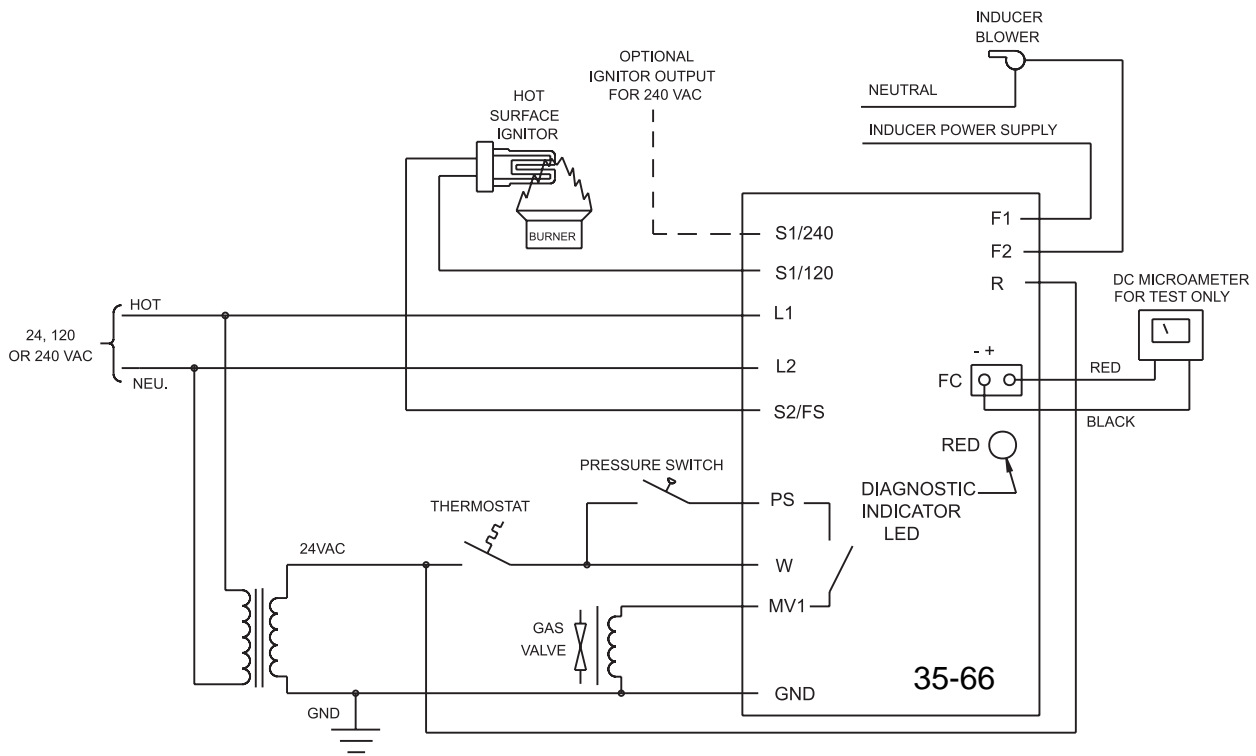 INDUCER
BLOWER
OPTIONAL
IGNITOR OUTPUT
FOR 240 VAC
HOT
SURFACE
IGNITOR
NEUTRAL
INDUCER POWER SUPPLY
BURNER
S1/240
F1
F2
S1/120
R
DC MICROAMETER
FOR TEST ONLY
HOT
L1
24, 120
OR 240 VAC
NEU.
L2
- +
FC
RED
BLACK
S2/FS
RED
PRESSURE SWITCH
PS
DIAGNOSTIC
INDICATOR
LED
THERMOSTAT
24VAC
W
MV1
GAS
VALVE
35-66
GND
GND